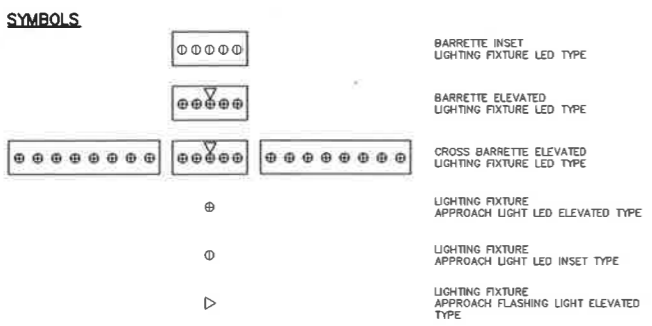 SYMBOLS
BARRETTE INSET
LIGHTING FIXTURE LED TYPE
BARRETTE ELEVATED
LIGHTING FIXTURE LED TYPE
CROSS BARRETTE ELEVATED
LIGHTING FIXTURE LED TYPE
LIGHTING FIXTURE
APPROACH LIGHT LED ELEVATED TYPE
LIGHTING FIXTURE
APPROACH LIGHT LED INSET TYPE
LIGHTING FIXTURE
APPROACH FLASHING LIGHT ELEVATED
TYPE